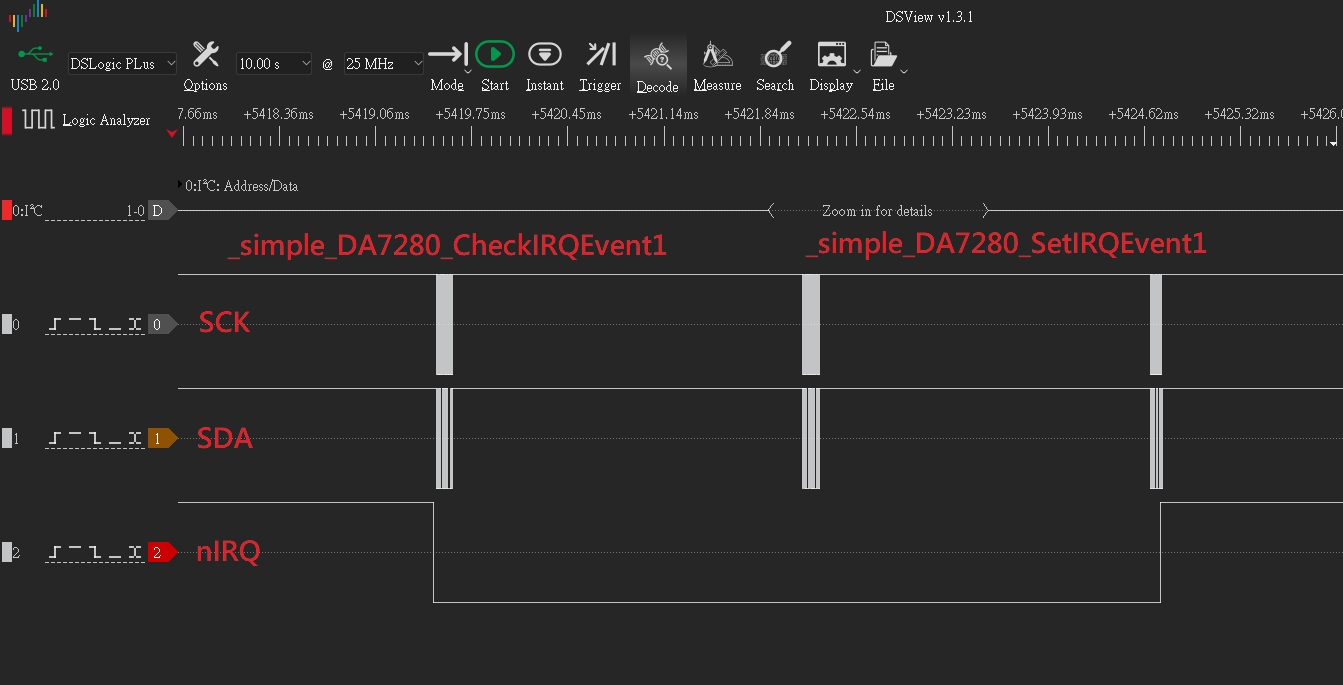 DSView v1.3.1
USB 2.0
DSLogic PLus
Options
10.00 s
@
25 MHz
Mode
Start
Instant
Trigger
Decode
Measure
Search
Display
File
Logic Analyzer
7.66ms +5418.36ms +5419.06ms +5419.75ms +5420.45ms +5421.14ms +5421.84ms +5422.54ms +5423.23ms +5423.93ms +5424.62ms +5425.32ms +5426.0
0:I²C: Address/Data
0:I²C 1-0 D
Zoom in for details
_simple_DA7280_CheckIRQEvent1
_simple_DA7280_SetIRQEvent1
0 0 SCK
1 1 SDA
2 2 nIRQ